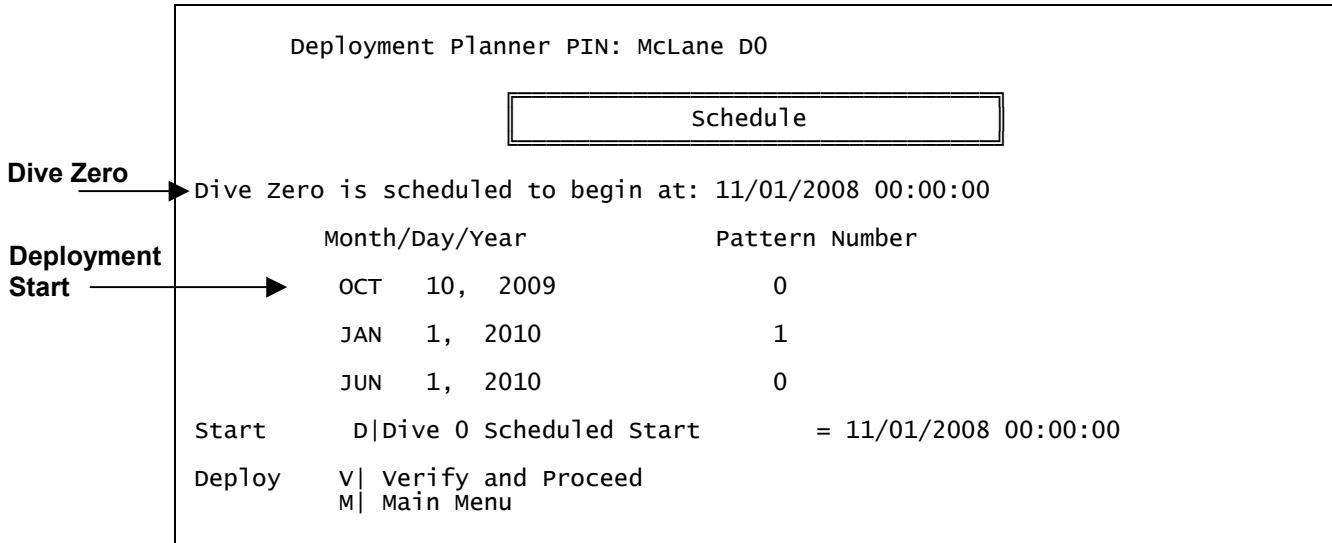 Deployment Planner PIN: McLane D0
Schedule
Dive Zero
Dive Zero is scheduled to begin at: 11/01/2008 00:00:00
Month/Day/Year Pattern Number
Deployment
Start
OCT 10, 2009 0
JAN 1, 2010 1
JUN 1, 2010 0
Start D|Dive 0 Scheduled Start = 11/01/2008 00:00:00
Deploy V| Verify and Proceed
M| Main Menu